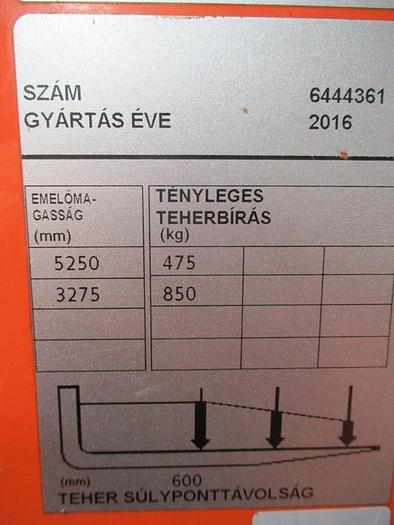 SZÁM 6444361
GYÁRTÁS ÉVE 2016
EMELŐMA- TÉNYLEGES
GASSÁG TEHERBÍRÁS
(mm) (kg)
5250 475
3275 850
(mm) 600
TEHER SÚLYPONTTÁVOLSÁG